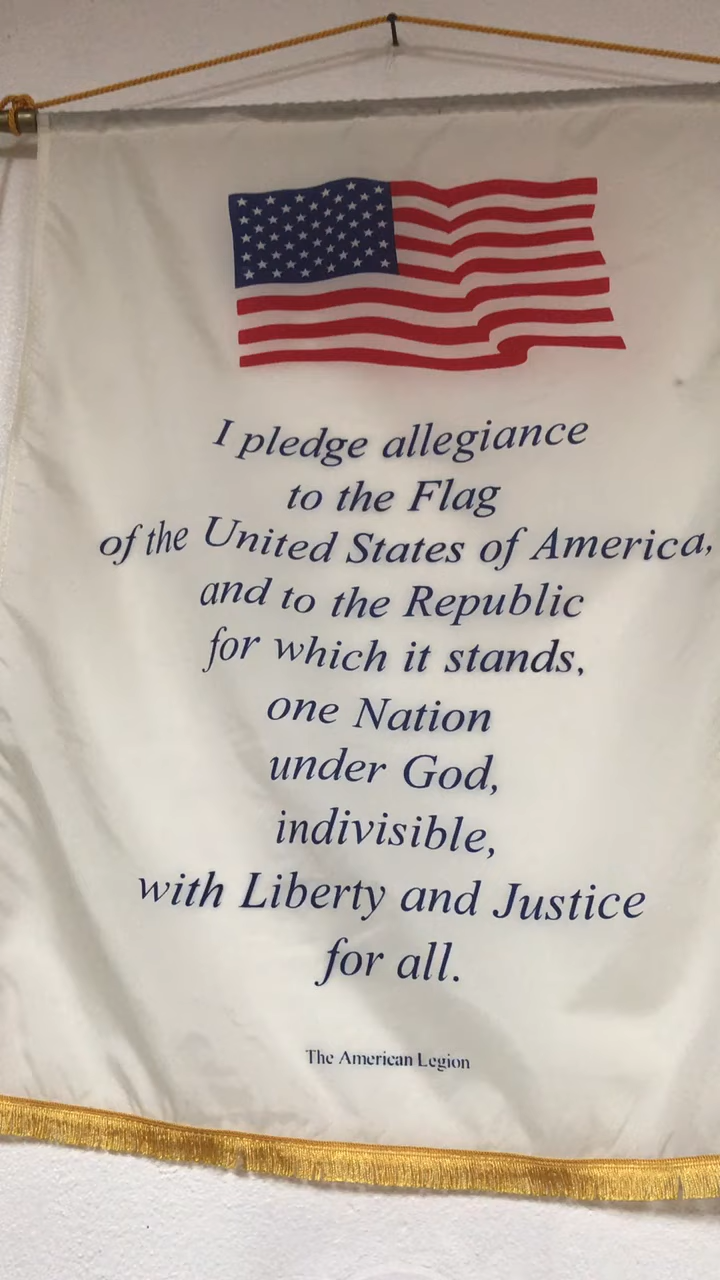 I pledge allegiance
to the Flag
of the United States of America,
and to the Republic
for which it stands,
one Nation
under God,
indivisible,
with Liberty and Justice
for all.
The American Legion